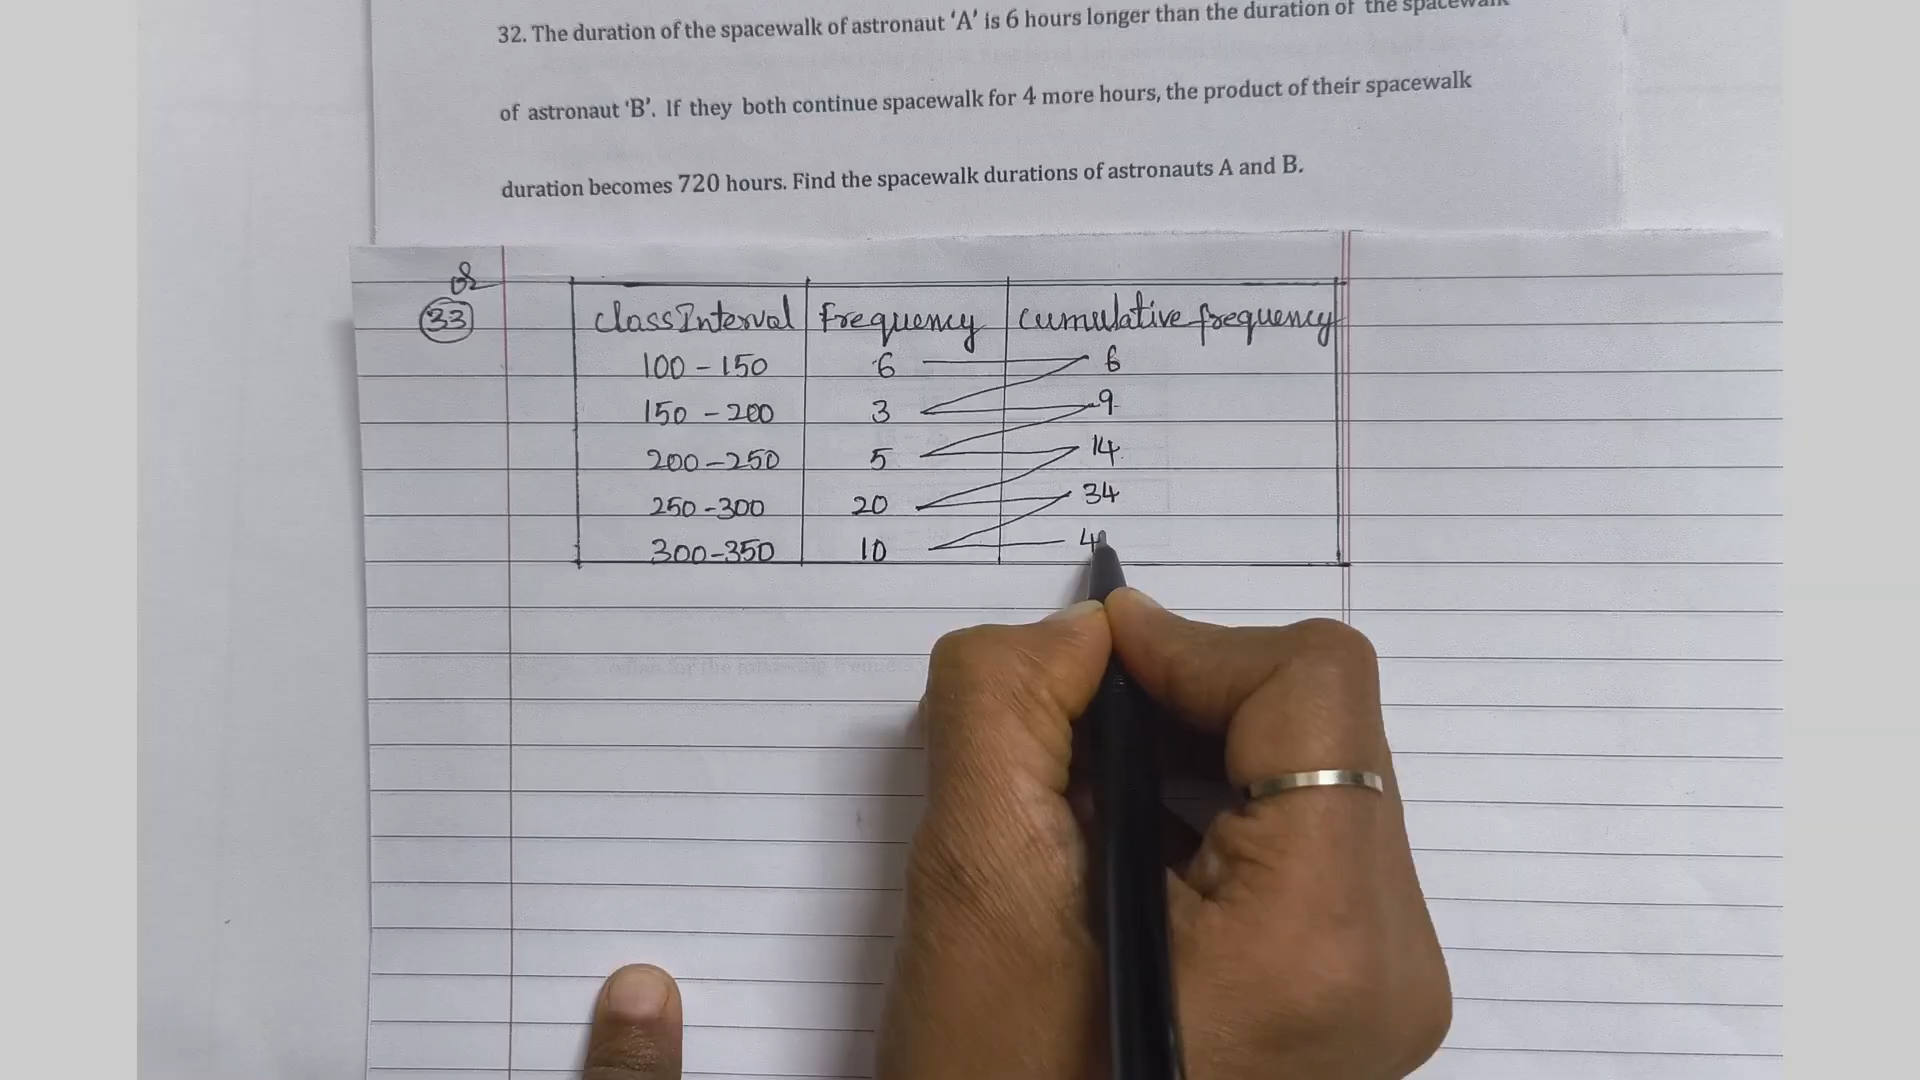 32. The duration of the spacewalk of astronaut ‘A’ is 6 hours longer than the duration of the spacewalk
of astronaut ‘B’. If they both continue spacewalk for 4 more hours, the product of their spacewalk
duration becomes 720 hours. Find the spacewalk durations of astronauts A and B.
33
class Interval frequency cumulative frequency
100 - 150 6 6
150 - 200 3 9
200 - 250 5 14
250 - 300 20 34
300 - 350 10 4